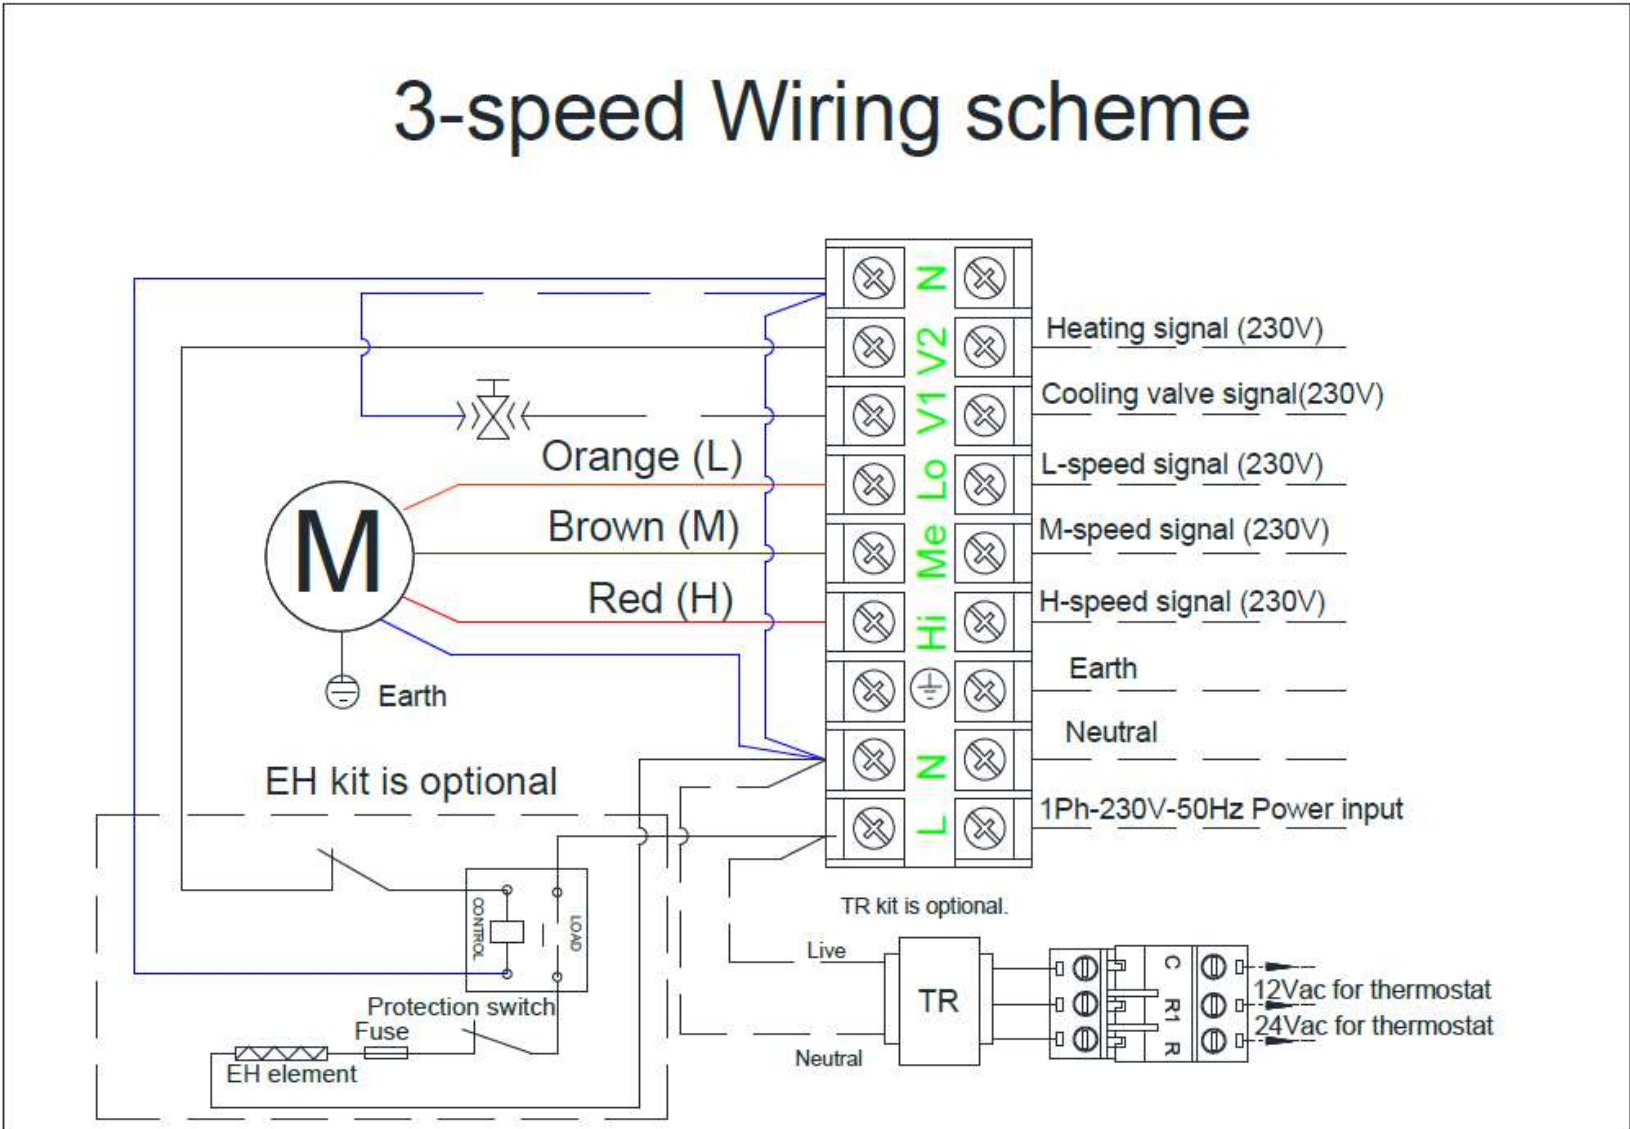 3-speed Wiring scheme
N
V2
Heating signal (230V)
V1
Cooling valve signal(230V)
Orange (L)
Lo
L-speed signal (230V)
M
Brown (M)
Me
M-speed signal (230V)
Red (H)
Hi
H-speed signal (230V)
Earth
Earth
Neutral
N
EH kit is optional
L
1Ph-230V-50Hz Power input
CONTROL
LOAD
Protection switch
Fuse
EH element
TR kit is optional.
Live
TR
Neutral
C
R1
R
12Vac for thermostat
24Vac for thermostat